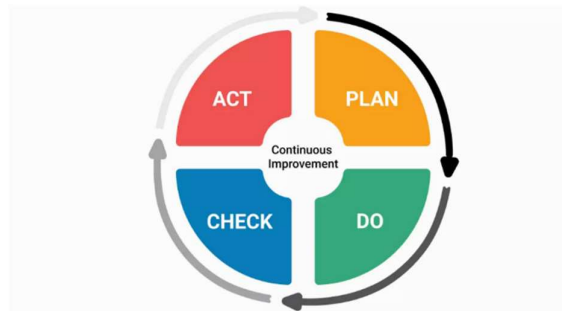 ACT
PLAN
Continuous
Improvement
CHECK
DO